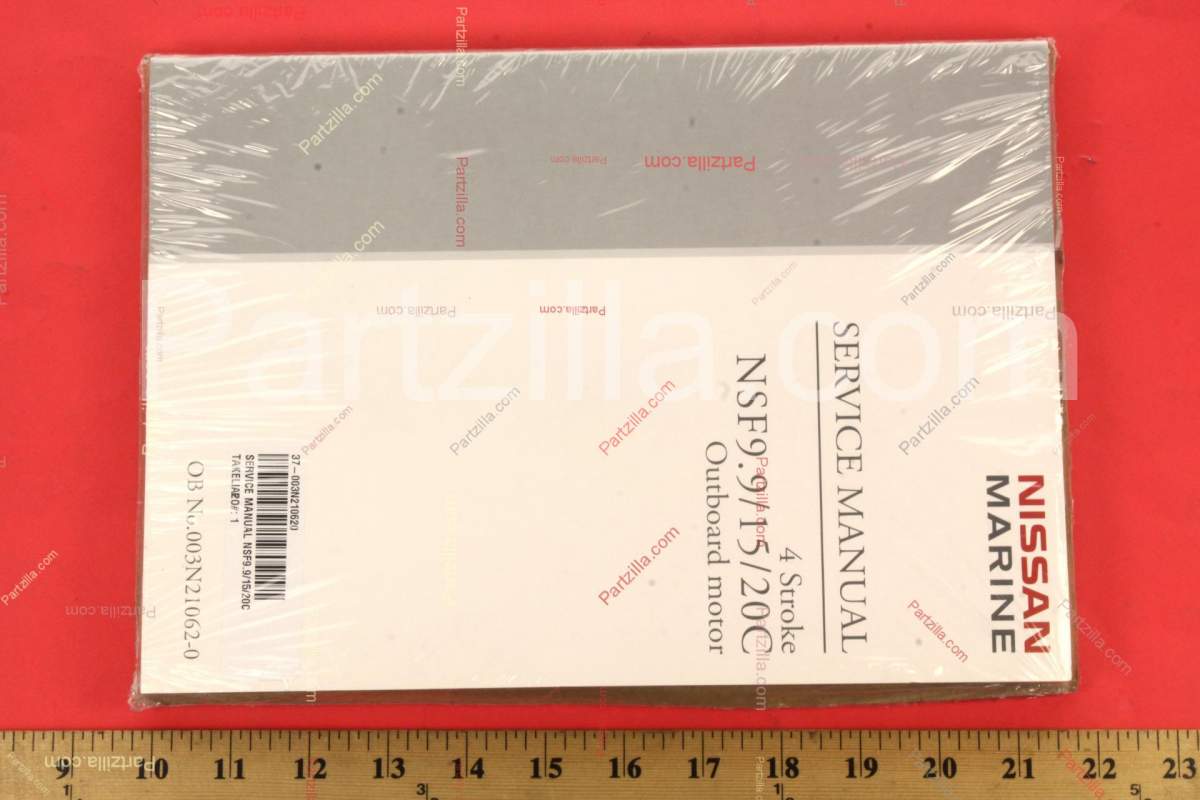 NISSAN
MARINE
SERVICE MANUAL
4 Stroke
NSF9.9/15/20C
Outboard motor
37-003N210620
SERVICE MANUAL NSF9.9/15/20C
1
OB No.003N21062-0
Partzilla.com
9 10 11 12 13 14 15 16 17 18 19 20 21 22 23